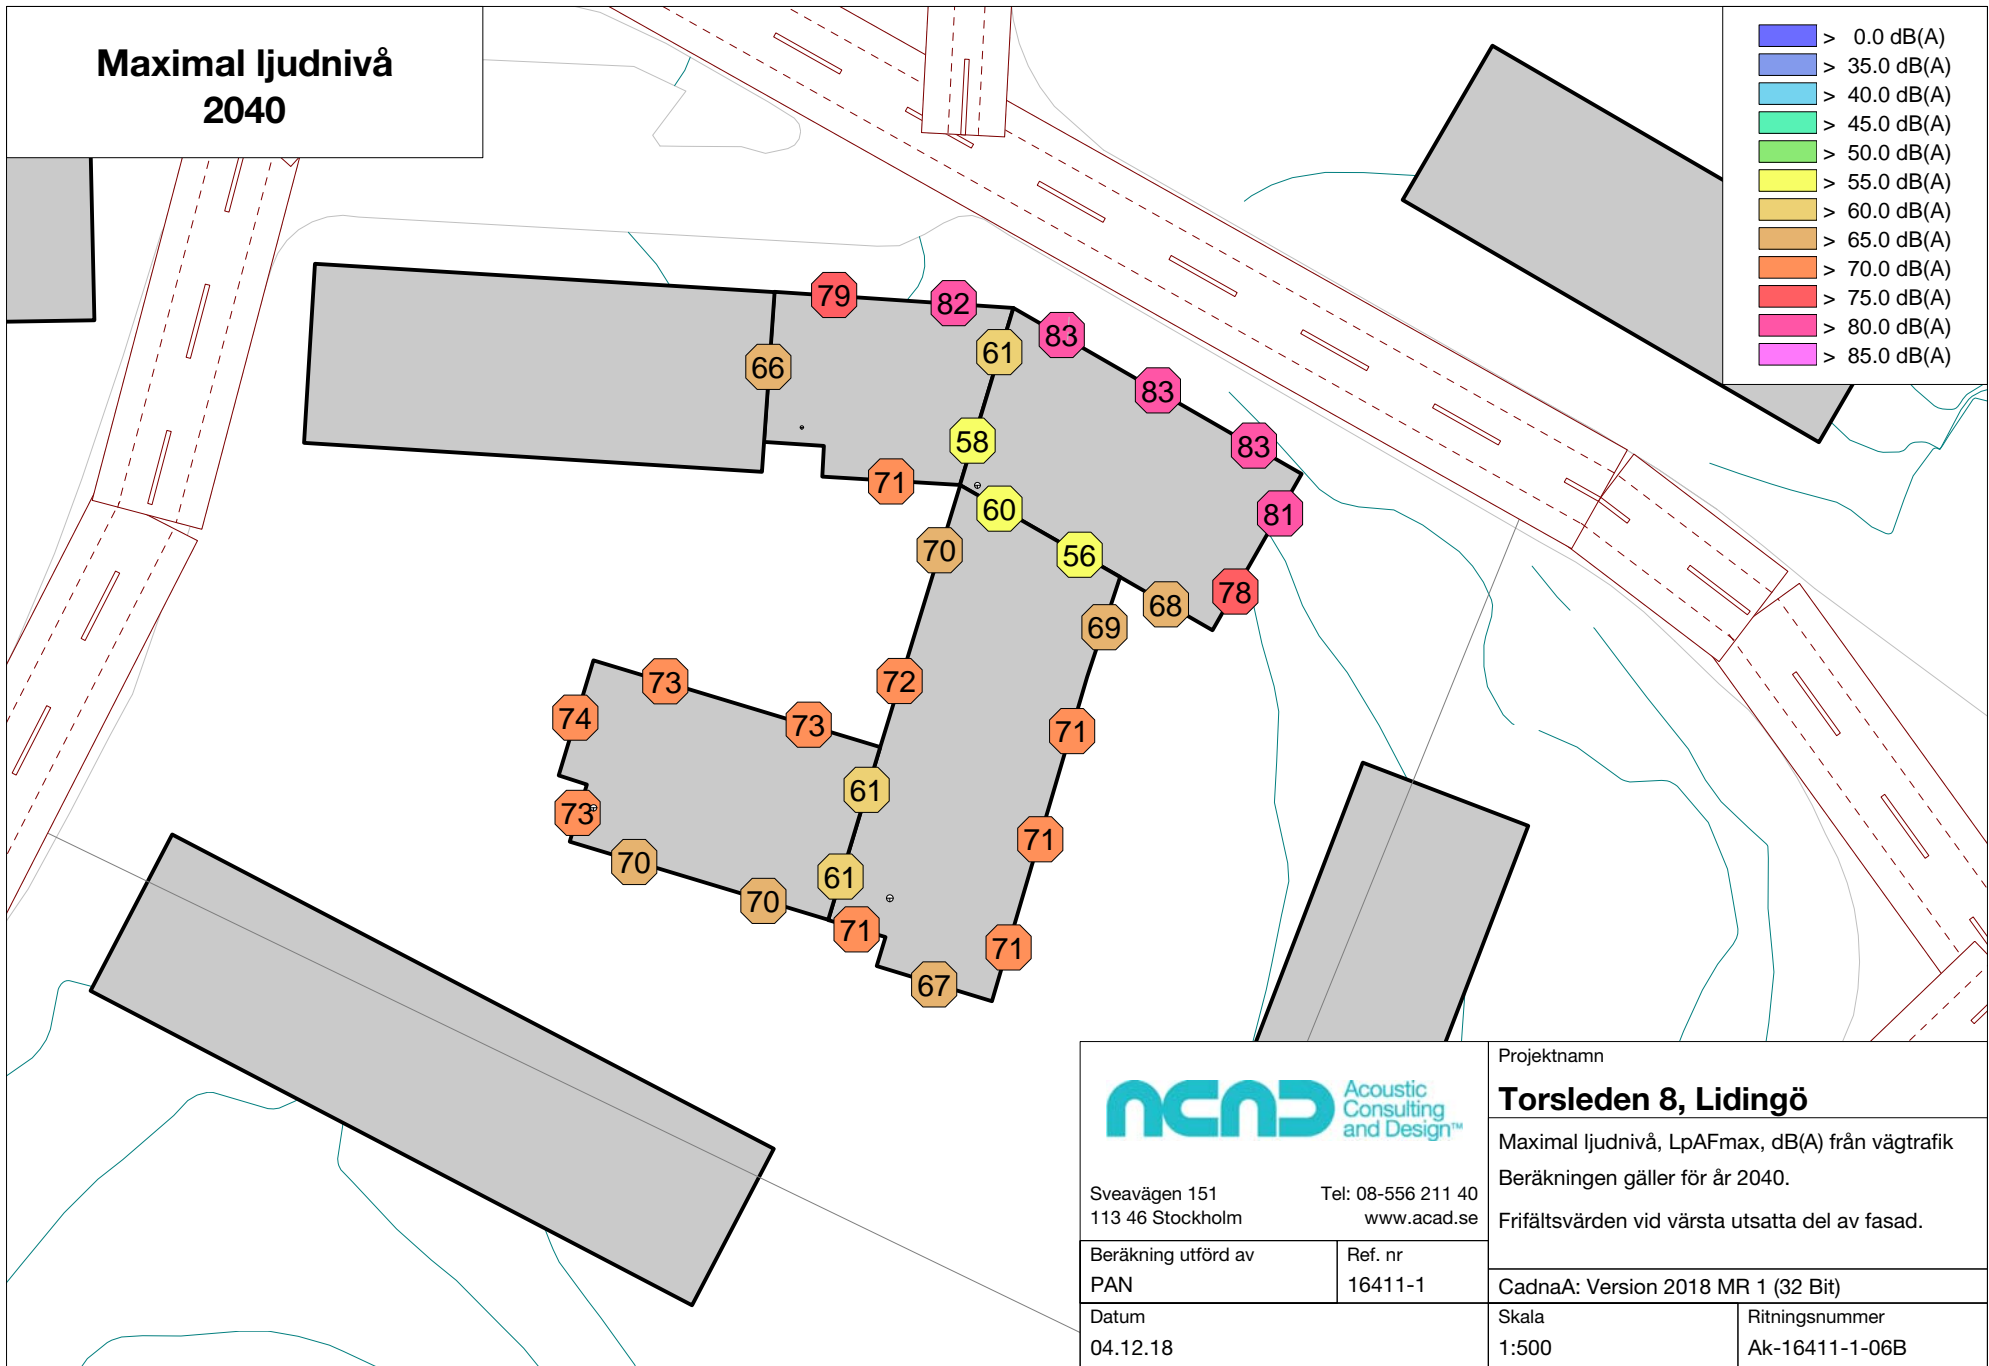 Maximal ljudnivå
2040
> 0.0 dB(A)
> 35.0 dB(A)
> 40.0 dB(A)
> 45.0 dB(A)
> 50.0 dB(A)
> 55.0 dB(A)
> 60.0 dB(A)
> 65.0 dB(A)
> 70.0 dB(A)
> 75.0 dB(A)
> 80.0 dB(A)
> 85.0 dB(A)
79
82
83
61
66
83
58
83
71
60
81
70
56
78
68
69
73
72
74
73
71
61
73
71
70
61
70
71
71
67
ACAD
Acoustic
Consulting
and Design™
Sveavägen 151
113 46 Stockholm
Tel: 08-556 211 40
www.acad.se
Beräkning utförd av
PAN
Ref. nr
16411-1
Datum
04.12.18
Projektnamn
Torsleden 8, Lidingö
Maximal ljudnivå, LpAFmax, dB(A) från vägtrafik
Beräkningen gäller för år 2040.
Frifältsvärden vid värsta utsatta del av fasad.
CadnaA: Version 2018 MR 1 (32 Bit)
Skala
1:500
Ritningsnummer
Ak-16411-1-06B